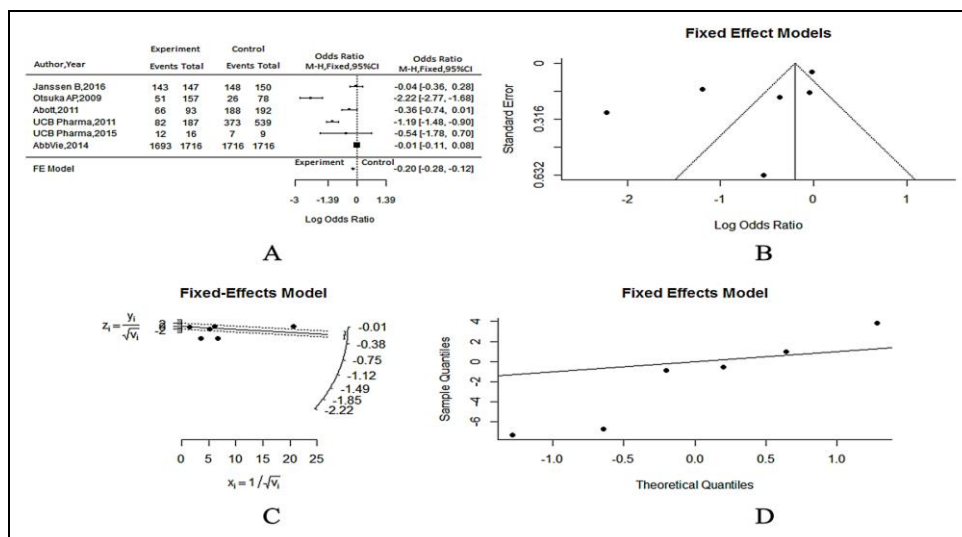 Experiment Control
Odds Ratio Odds Ratio
Author,Year Events Total Events Total M-H,Fixed,95%CI M-H,Fixed,95%CI
Janssen B,2016 143 147 148 150 -0.04 [-0.36, 0.28]
Otsuka AP,2009 51 157 26 78 -2.22 [-2.77, -1.68]
Abott,2011 66 93 188 192 -0.36 [-0.74, 0.01]
UCB Pharma,2011 82 187 373 539 -1.19 [-1.48, -0.90]
UCB Pharma,2015 12 16 7 9 -0.54 [-1.78, 0.70]
AbbVie,2014 1693 1716 1716 1716 -0.01 [-0.11, 0.08]
Experiment Control
FE Model -0.20 [-0.28, -0.12]
-3 -1.39 0 1.39
Log Odds Ratio
A
Fixed Effect Models
Standard Error
0
0.316
0.632
-2 -1 0 1
Log Odds Ratio
B
Fixed-Effects Model
zᵢ = yᵢ / √vᵢ
-0.01
-0.38
-0.75
-1.12
-1.49
-1.85
-2.22
0 5 10 15 20 25
xᵢ = 1 / √vᵢ
C
Fixed Effects Model
Sample Quantiles
4
2
0
-2
-4
-6
-1.0 -0.5 0.0 0.5 1.0
Theoretical Quantiles
D